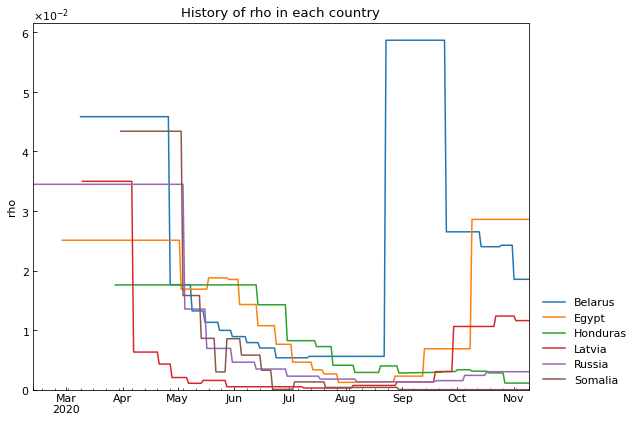 History of rho in each country
×10⁻²
6
5
4
3
2
1
0
rho
Mar Apr May Jun Jul Aug Sep Oct Nov
2020
Belarus
Egypt
Honduras
Latvia
Russia
Somalia